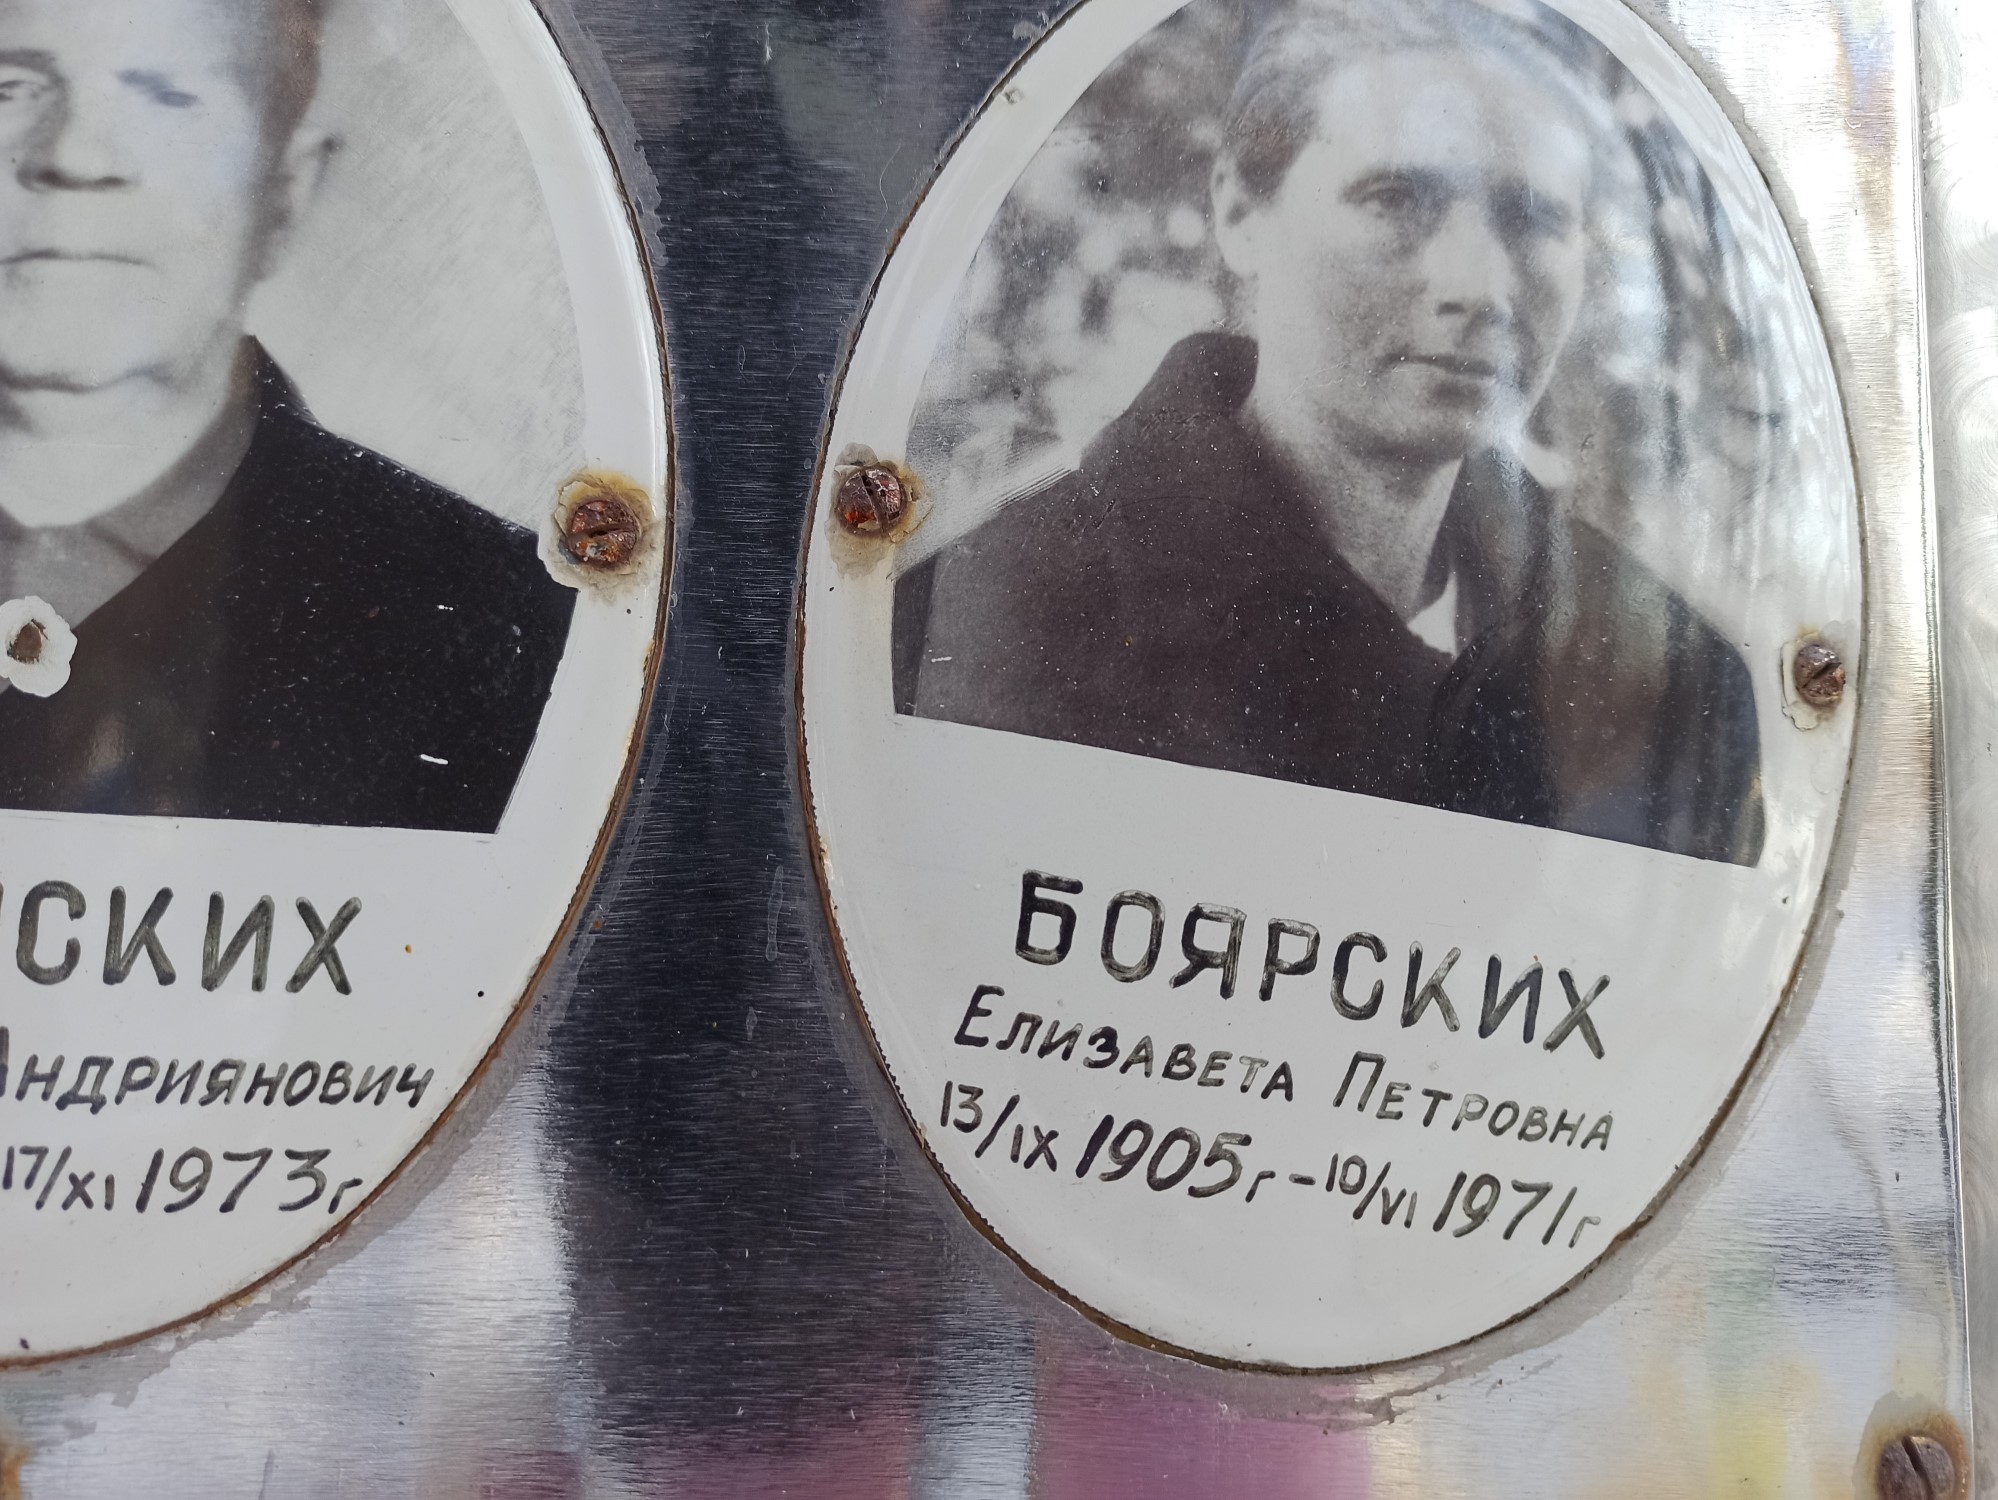 СКИХ
Андриянович
17/XI 1973г
БОЯРСКИХ
Елизавета Петровна
13/IX 1905г - 10/VI 1971г